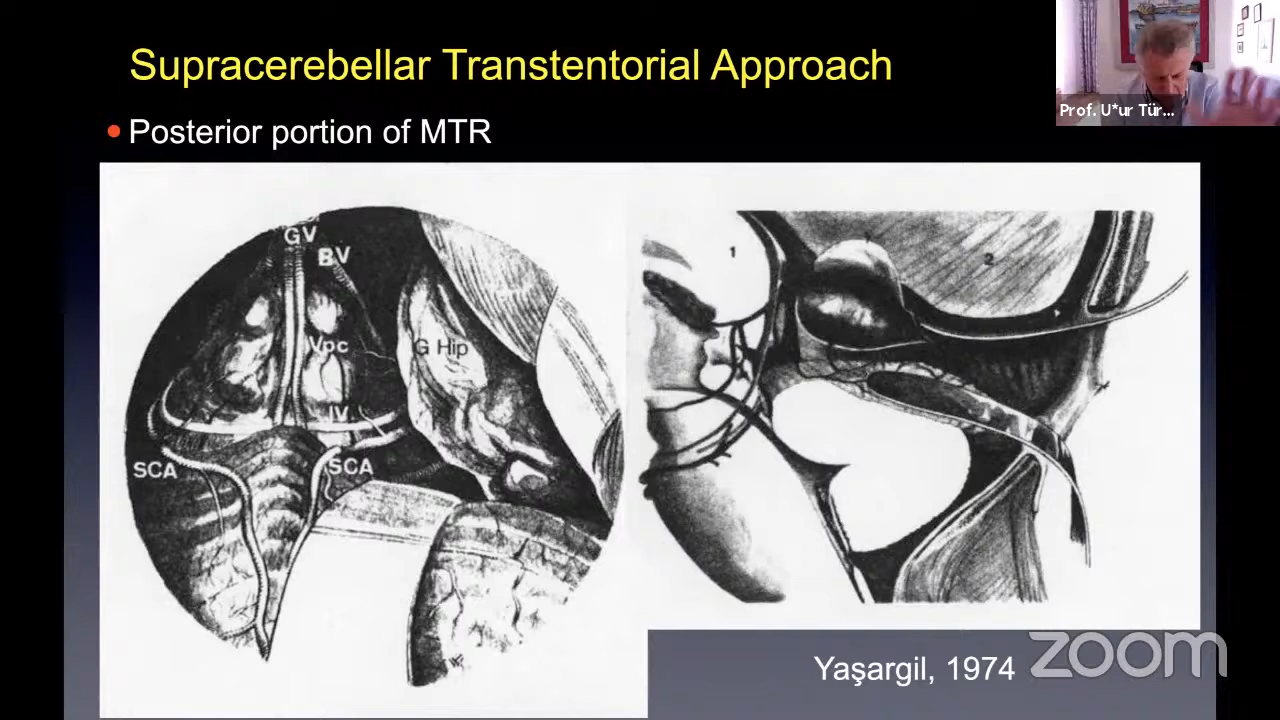 Supracerebellar Transtentorial Approach
Prof. U*ur Tür...
• Posterior portion of MTR
GV
BV
Vpc
G Hip
IV
SCA
SCA
1
2
Yaşargil, 1974
zoom